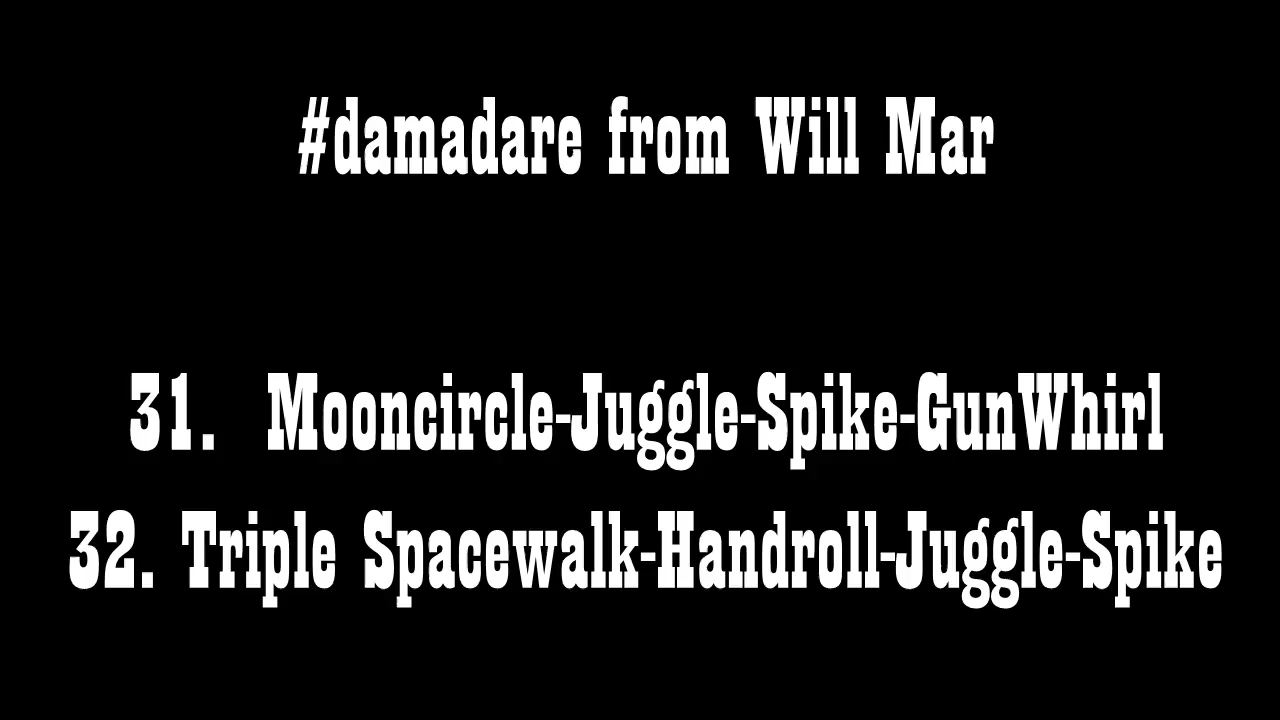 #damadare from Will Mar
31. Mooncircle-Juggle-Spike-GunWhirl
32. Triple Spacewalk-Handroll-Juggle-Spike